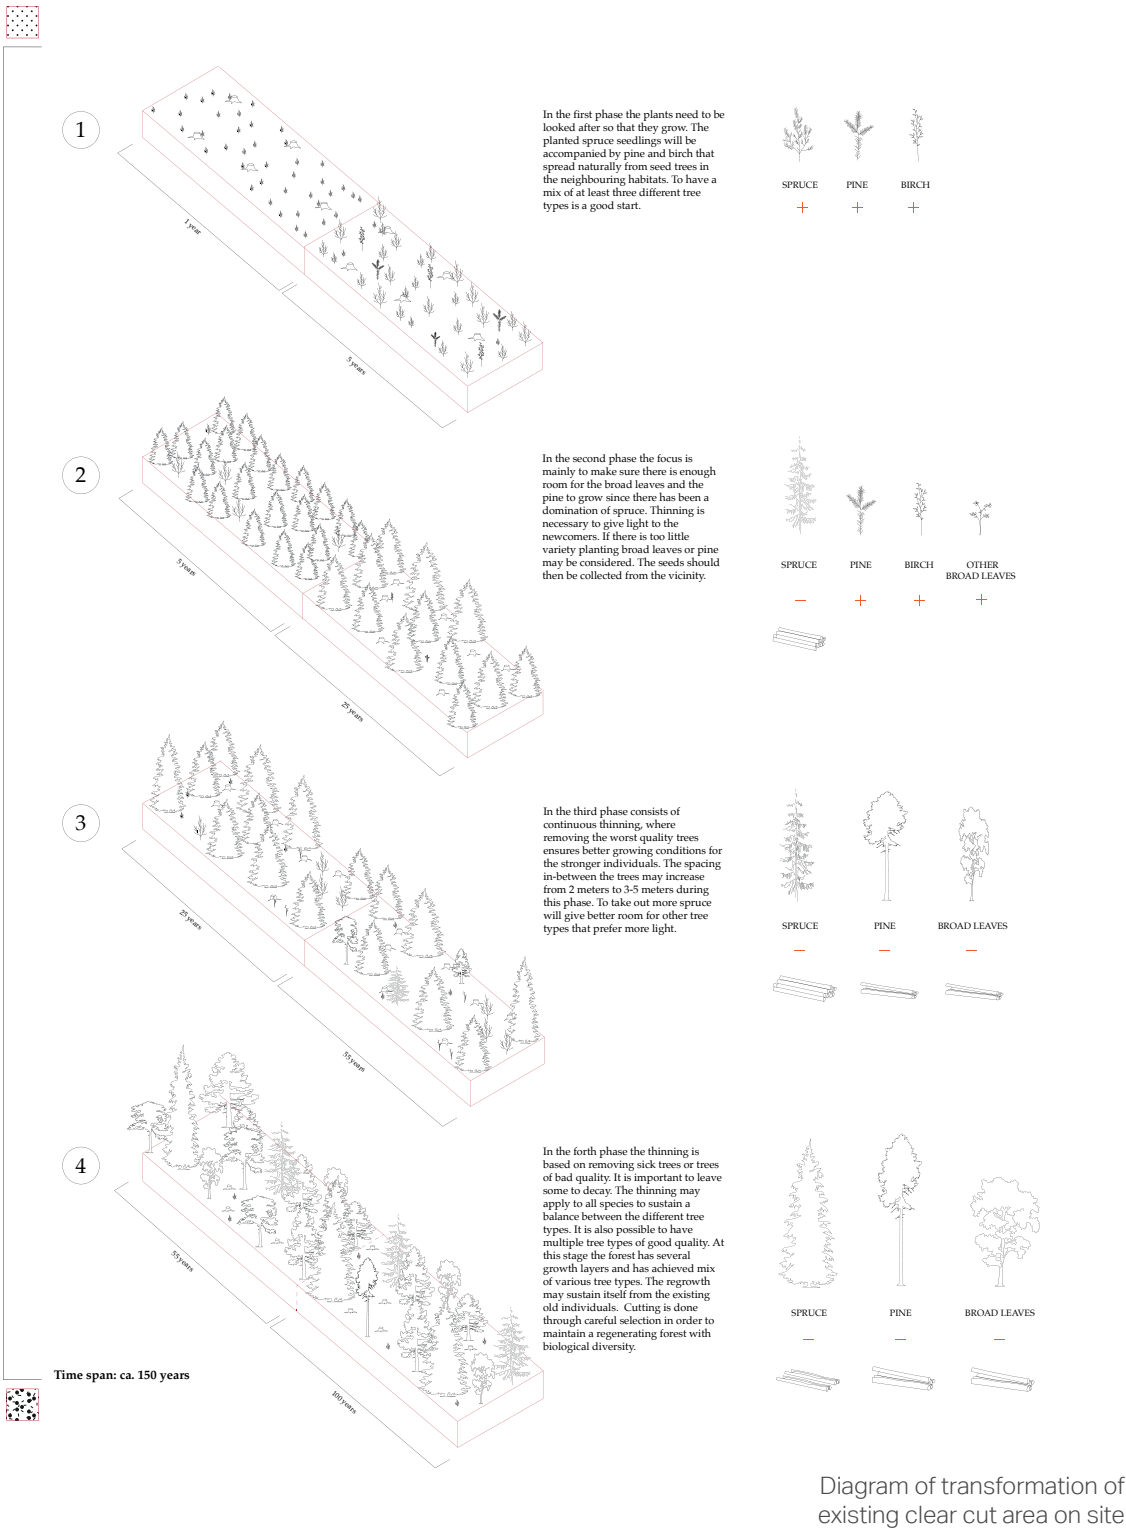 1
In the first phase the plants need to be
looked after so that they grow. The
planted spruce seedlings will be
accompanied by pine and birch that
spread naturally from seed trees in
the neighbouring habitats. To have a
mix of at least three different tree
types is a good start.
SPRUCE PINE BIRCH
+ + +
1 year
5 years
2
In the second phase the focus is
mainly to make sure there is enough
room for the broad leaves and the
pine to grow since there has been a
domination of spruce. Thinning is
necessary to give light to the
newcomers. If there is too little
variety planting broad leaves or pine
may be considered. The seeds should
then be collected from the vicinity.
SPRUCE PINE BIRCH OTHER
BROAD LEAVES
– + + +
5 years
25 years
3
In the third phase consists of
continuous thinning, where
removing the worst quality trees
ensures better growing conditions for
the stronger individuals. The spacing
in-between the trees may increase
from 2 meters to 3-5 meters during
this phase. To take out more spruce
will give better room for other tree
types that prefer more light.
SPRUCE PINE BROAD LEAVES
– – –
25 years
55 years
4
In the forth phase the thinning is
based on removing sick trees or trees
of bad quality. It is important to leave
some to decay. The thinning may
apply to all species to sustain a
balance between the different tree
types. It is also possible to have
multiple tree types of good quality. At
this stage the forest has several
growth layers and has achieved mix
of various tree types. The regrowth
may sustain itself from the existing
old individuals. Cutting is done
through careful selection in order to
maintain a regenerating forest with
biological diversity.
SPRUCE PINE BROAD LEAVES
– – –
55 years
100 years
Time span: ca. 150 years
Diagram of transformation of
existing clear cut area on site